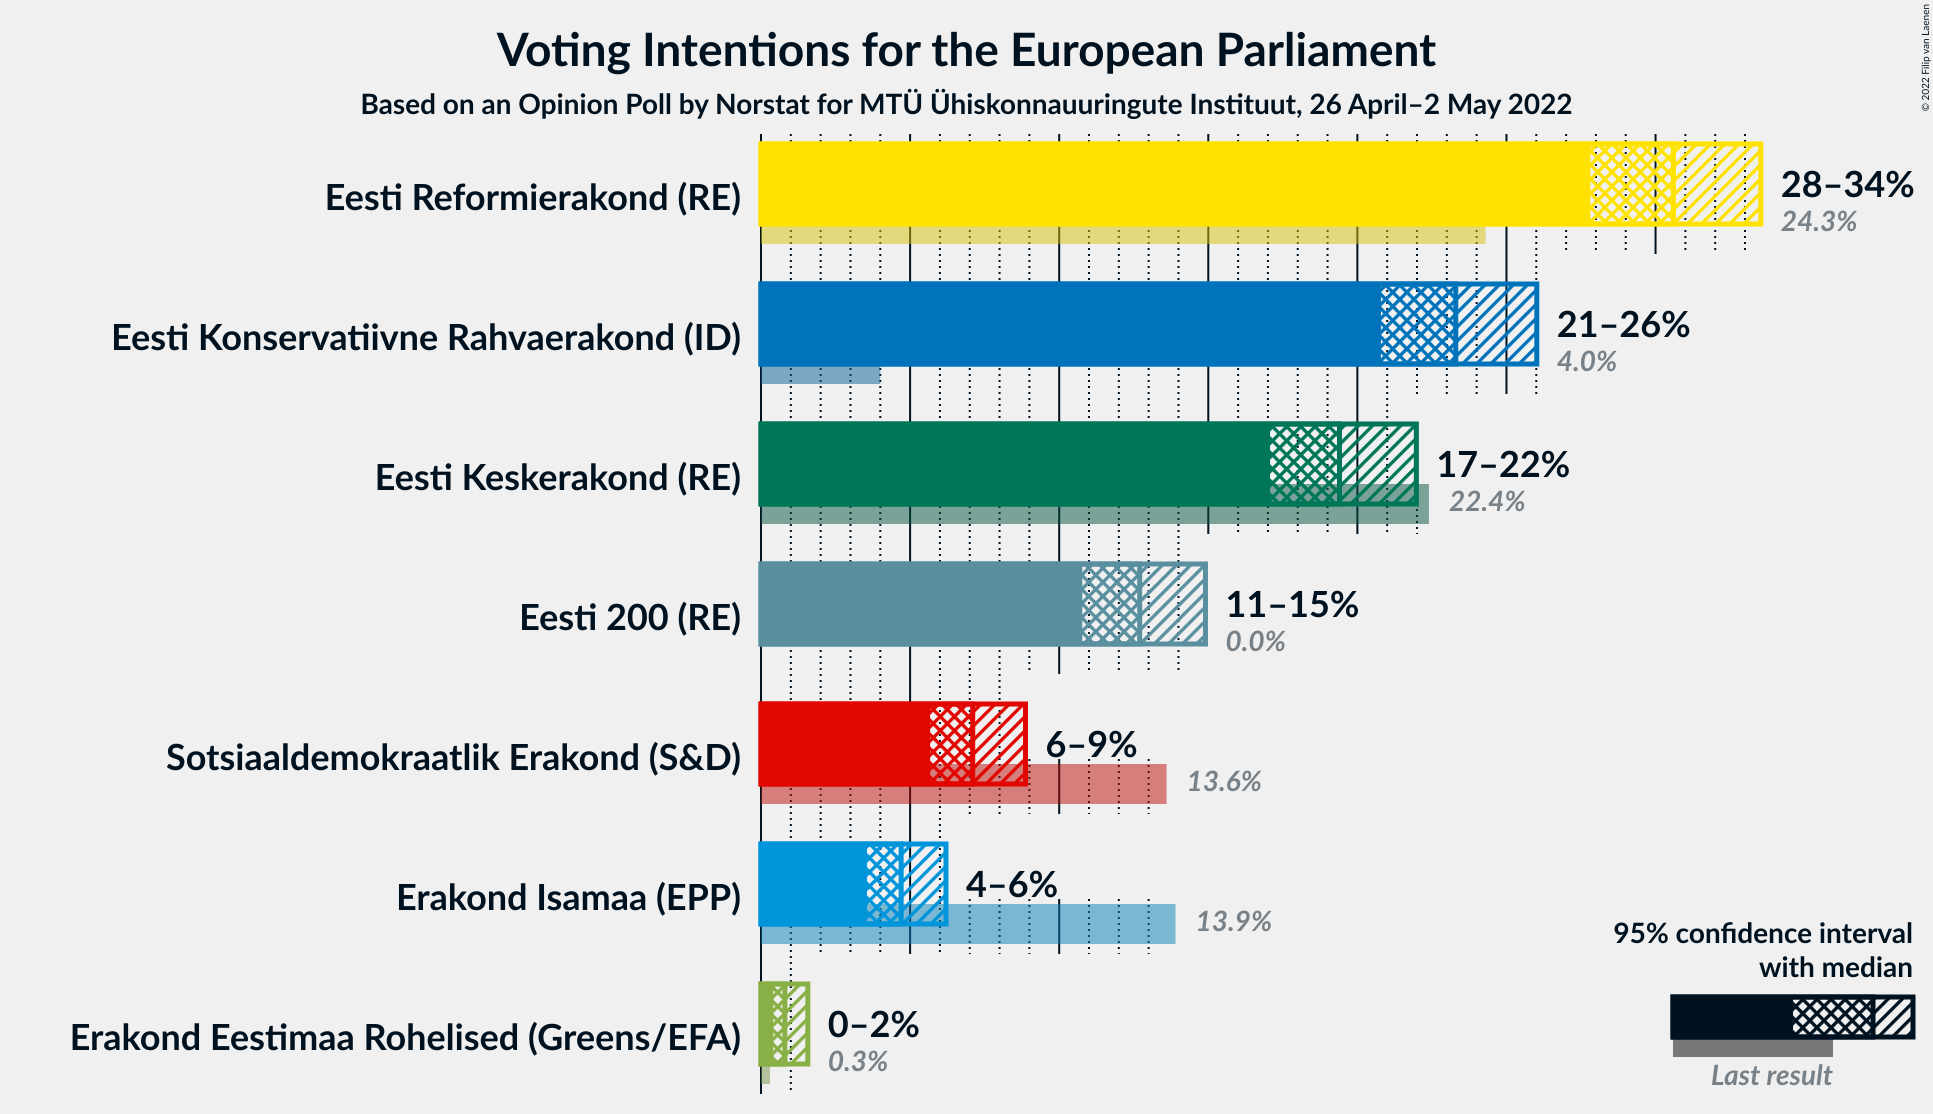 Voting Intentions for the European Parliament
Based on an Opinion Poll by Norstat for MTÜ Ühiskonnauuringute Instituut, 26 April–2 May 2022
© 2022 Filip van Laenen
Eesti Reformierakond (RE)
28–34%
24.3%
Eesti Konservatiivne Rahvaerakond (ID)
21–26%
4.0%
Eesti Keskerakond (RE)
17–22%
22.4%
Eesti 200 (RE)
11–15%
0.0%
Sotsiaaldemokraatlik Erakond (S&D)
6–9%
13.6%
Erakond Isamaa (EPP)
4–6%
13.9%
Erakond Eestimaa Rohelised (Greens/EFA)
0–2%
0.3%
95% confidence interval
with median
Last result